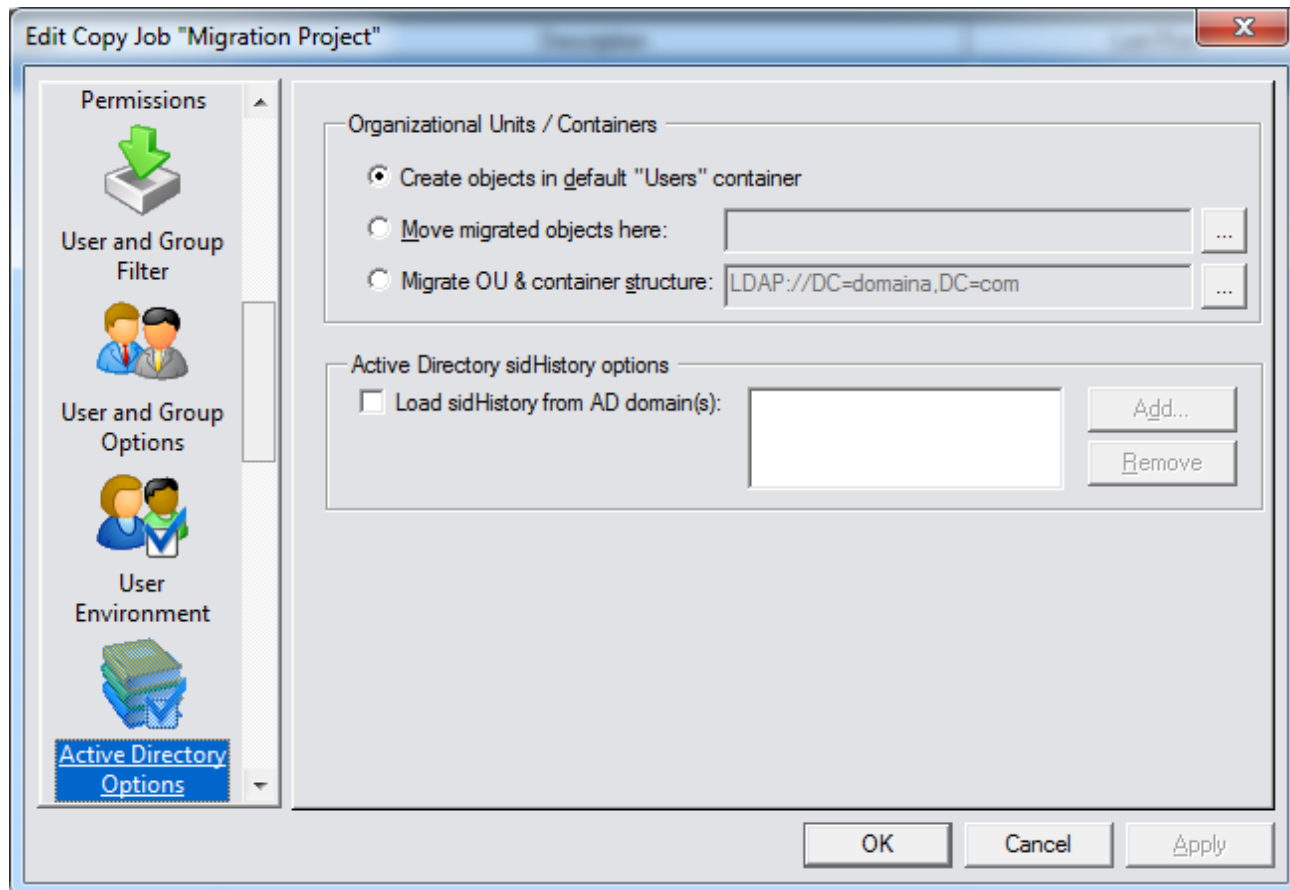 Edit Copy Job "Migration Project"
Permissions
User and Group
Filter
User and Group
Options
User
Environment
Active Directory
Options
Organizational Units / Containers
Create objects in default "Users" container
Move migrated objects here:
...
Migrate OU & container structure:
LDAP://DC=domaina,DC=com
...
Active Directory sidHistory options
Load sidHistory from AD domain(s):
Add...
Remove
OK
Cancel
Apply